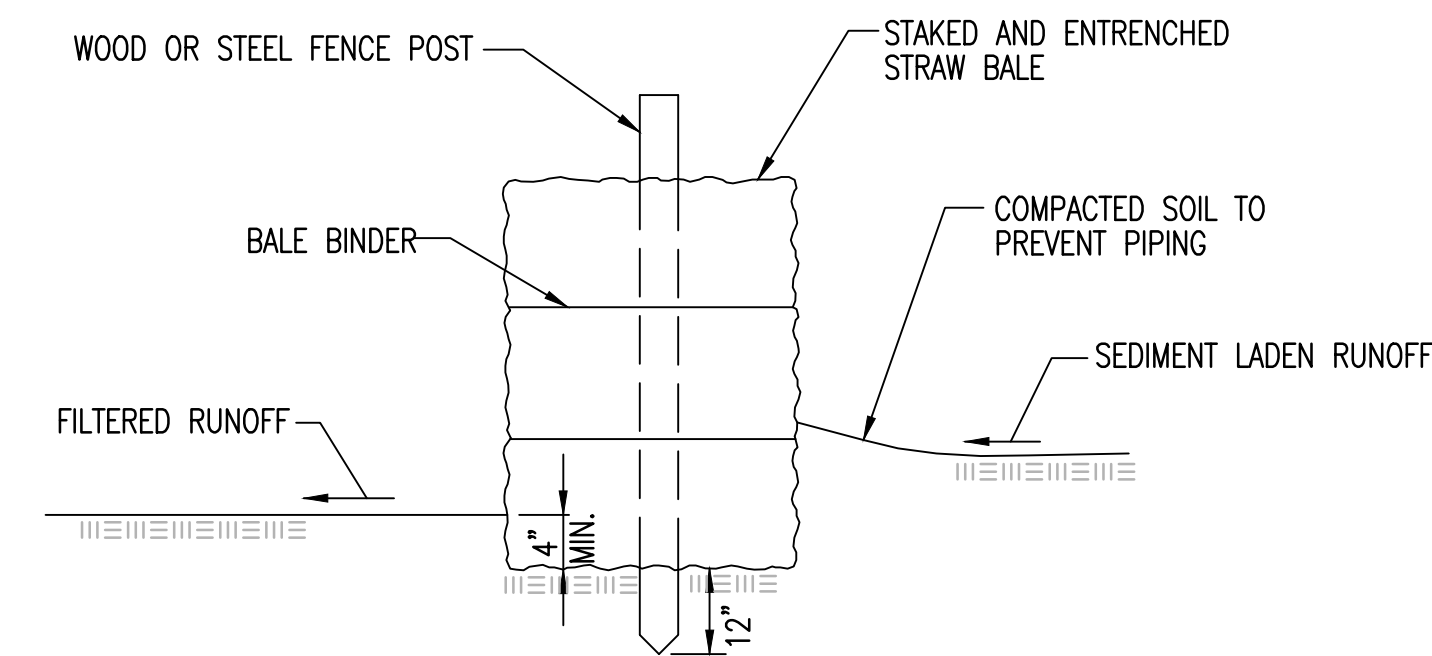 WOOD OR STEEL FENCE POST
STAKED AND ENTRENCHED
STRAW BALE
BALE BINDER
COMPACTED SOIL TO
PREVENT PIPING
SEDIMENT LADEN RUNOFF
FILTERED RUNOFF
4"
MIN.
12"